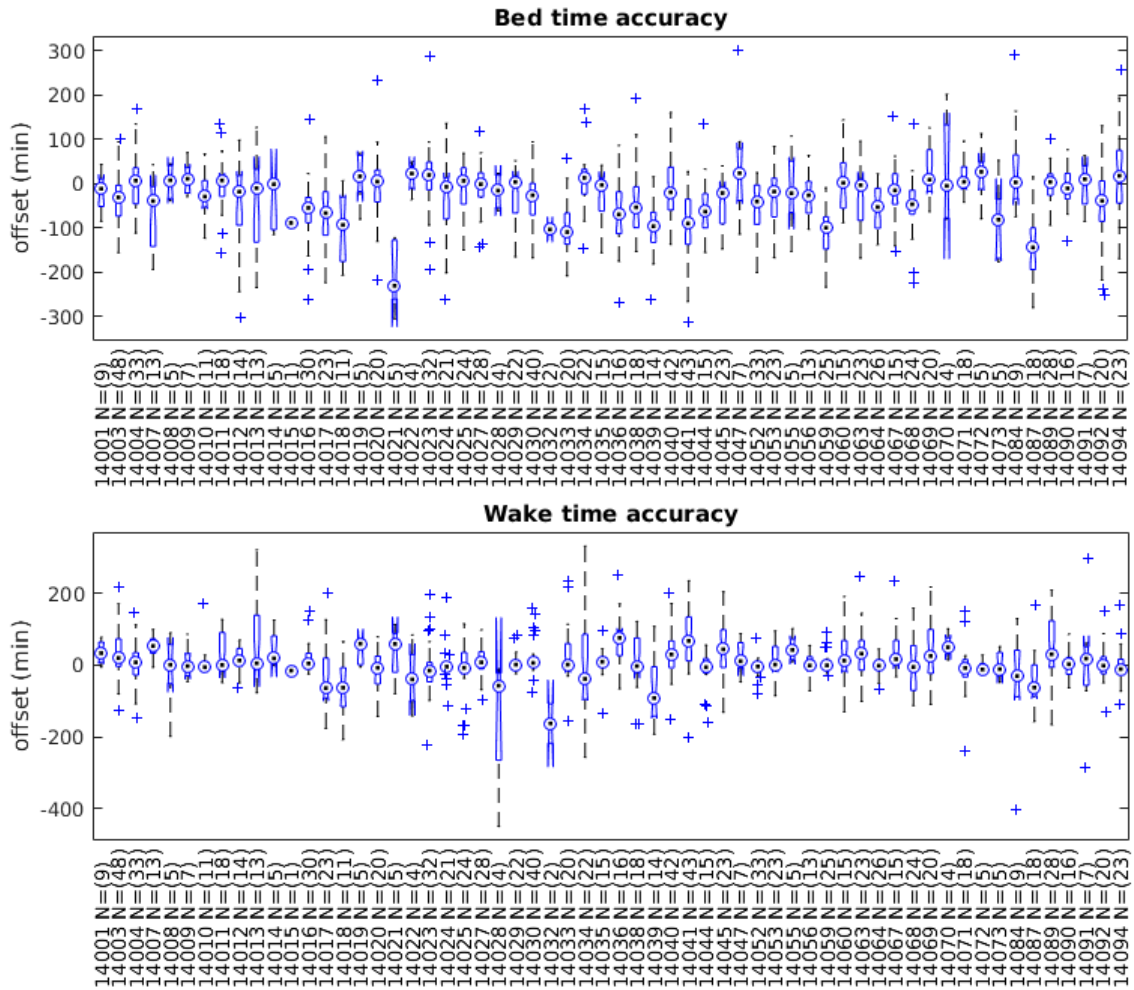 Bed time accuracy
offset (min)
300
200
100
0
-100
-200
-300
14001 N=(9)
14003 N=(48)
14004 N=(33)
14007 N=(13)
14008 N=(5)
14009 N=(7)
14010 N=(11)
14011 N=(18)
14012 N=(14)
14013 N=(13)
14014 N=(5)
14015 N=(1)
14016 N=(30)
14017 N=(23)
14018 N=(11)
14019 N=(5)
14020 N=(20)
14021 N=(5)
14022 N=(4)
14023 N=(32)
14024 N=(21)
14025 N=(24)
14027 N=(28)
14028 N=(4)
14029 N=(22)
14030 N=(40)
14032 N=(2)
14033 N=(20)
14034 N=(22)
14035 N=(15)
14036 N=(16)
14038 N=(18)
14039 N=(14)
14040 N=(42)
14041 N=(43)
14044 N=(15)
14045 N=(23)
14047 N=(7)
14052 N=(33)
14053 N=(23)
14055 N=(5)
14056 N=(13)
14059 N=(25)
14060 N=(15)
14063 N=(23)
14064 N=(26)
14067 N=(15)
14068 N=(24)
14069 N=(20)
14070 N=(4)
14071 N=(18)
14072 N=(5)
14073 N=(5)
14084 N=(9)
14087 N=(18)
14089 N=(28)
14090 N=(16)
14091 N=(7)
14092 N=(20)
14094 N=(23)
Wake time accuracy
offset (min)
200
0
-200
-400
14001 N=(9)
14003 N=(48)
14004 N=(33)
14007 N=(13)
14008 N=(5)
14009 N=(7)
14010 N=(11)
14011 N=(18)
14012 N=(14)
14013 N=(13)
14014 N=(5)
14015 N=(1)
14016 N=(30)
14017 N=(23)
14018 N=(11)
14019 N=(5)
14020 N=(20)
14021 N=(5)
14022 N=(4)
14023 N=(32)
14024 N=(21)
14025 N=(24)
14027 N=(28)
14028 N=(4)
14029 N=(22)
14030 N=(40)
14032 N=(2)
14033 N=(20)
14034 N=(22)
14035 N=(15)
14036 N=(16)
14038 N=(18)
14039 N=(14)
14040 N=(42)
14041 N=(43)
14044 N=(15)
14045 N=(23)
14047 N=(7)
14052 N=(33)
14053 N=(23)
14055 N=(5)
14056 N=(13)
14059 N=(25)
14060 N=(15)
14063 N=(23)
14064 N=(26)
14067 N=(15)
14068 N=(24)
14069 N=(20)
14070 N=(4)
14071 N=(18)
14072 N=(5)
14073 N=(5)
14084 N=(9)
14087 N=(18)
14089 N=(28)
14090 N=(16)
14091 N=(7)
14092 N=(20)
14094 N=(23)